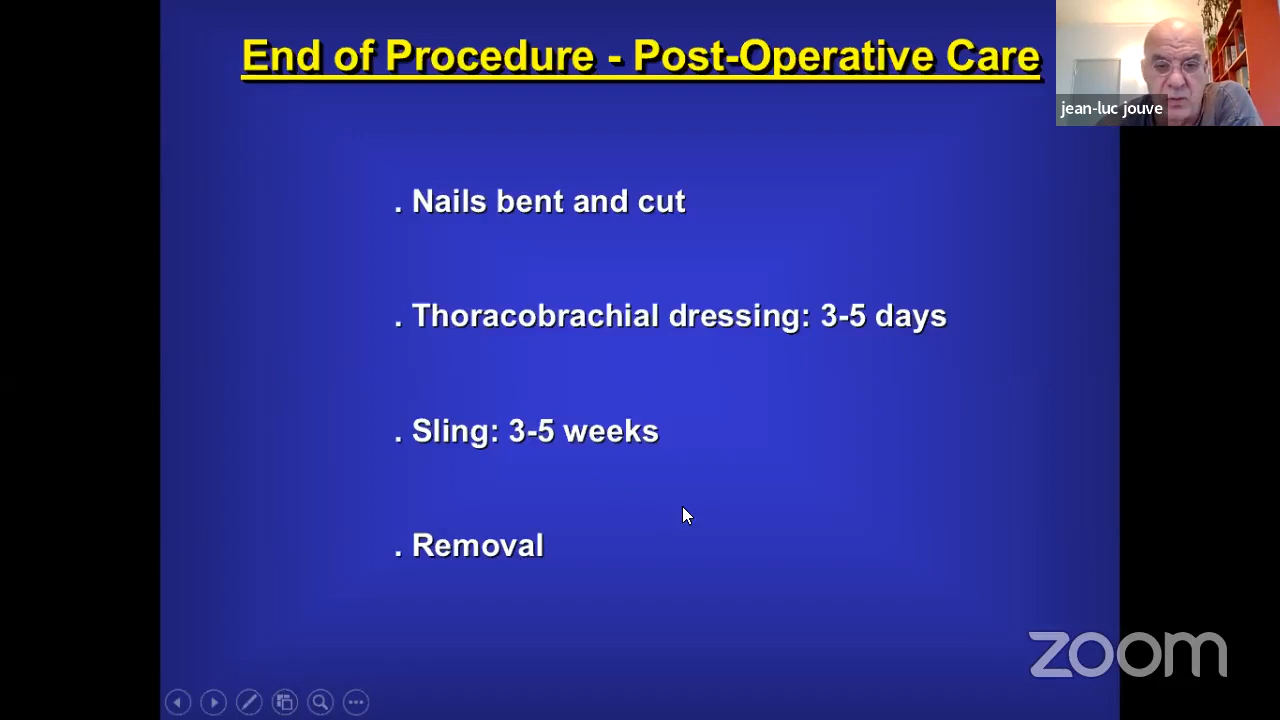 End of Procedure - Post-Operative Care
jean-luc jouve
. Nails bent and cut
. Thoracobrachial dressing: 3-5 days
. Sling: 3-5 weeks
. Removal
zoom